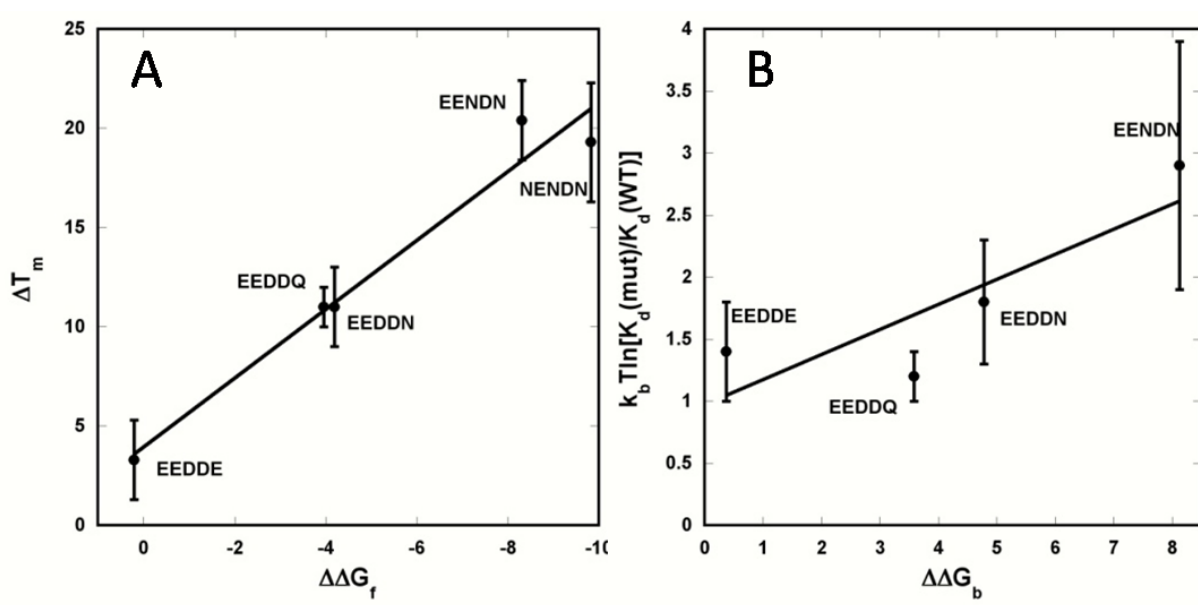 A
25
20
15
10
5
0
ΔTm
EENDN
NENDN
EEDDQ
EEDDN
EEDDE
0 -2 -4 -6 -8 -10
ΔΔGf
B
4
3.5
3
2.5
2
1.5
1
0.5
0
kbTln[Kd(mut)/Kd(WT)]
EENDN
EEDDE
EEDDN
EEDDQ
0 1 2 3 4 5 6 7 8
ΔΔGb